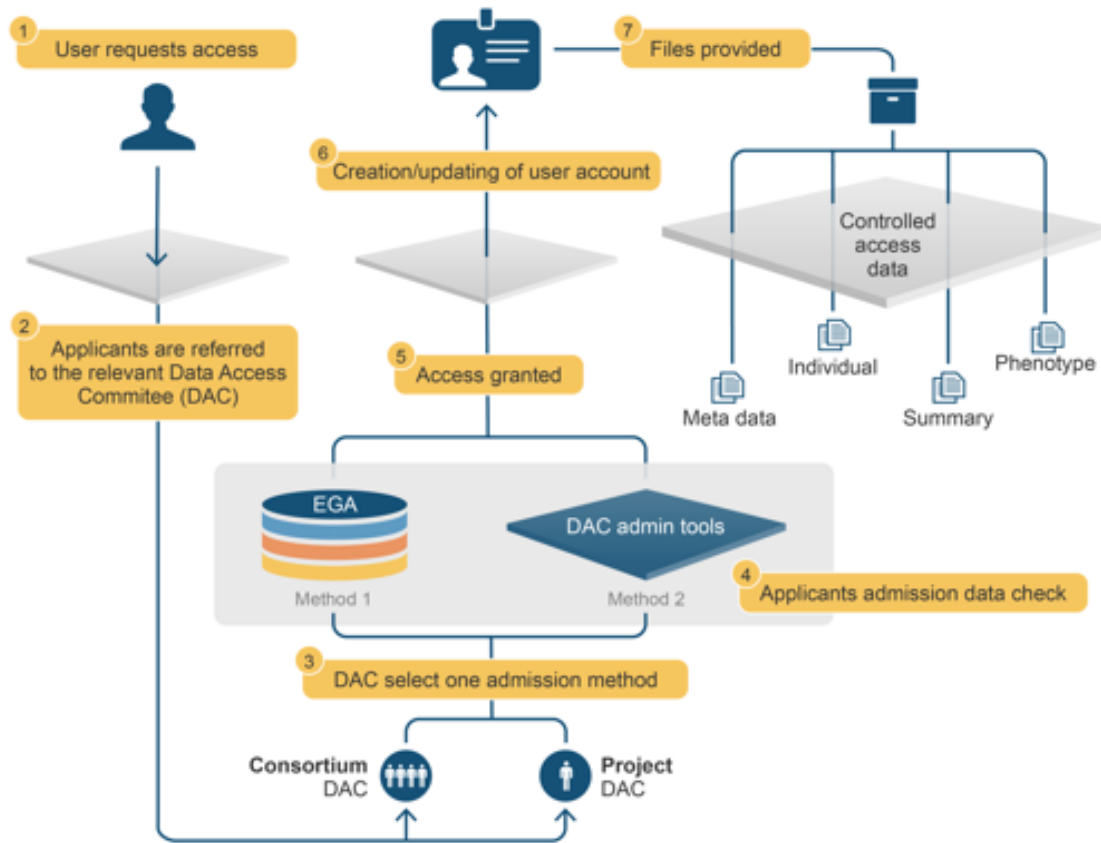 1
User requests access
2
Applicants are referred
to the relevant Data Access
Commitee (DAC)
Consortium
DAC
Project
DAC
3
DAC select one admission method
EGA
Method 1
DAC admin tools
Method 2
4
Applicants admission data check
5
Access granted
6
Creation/updating of user account
7
Files provided
Controlled
access
data
Meta data
Individual
Summary
Phenotype